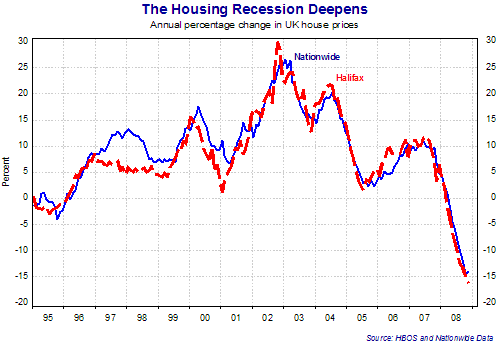 The Housing Recession Deepens
Annual percentage change in UK house prices
30 30
25 25
20 20
15 15
10 10
5 5
0 0
-5 -5
-10 -10
-15 -15
-20 -20
Percent
Nationwide
Halifax
95 96 97 98 99 00 01 02 03 04 05 06 07 08
Source: HBOS and Nationwide Data